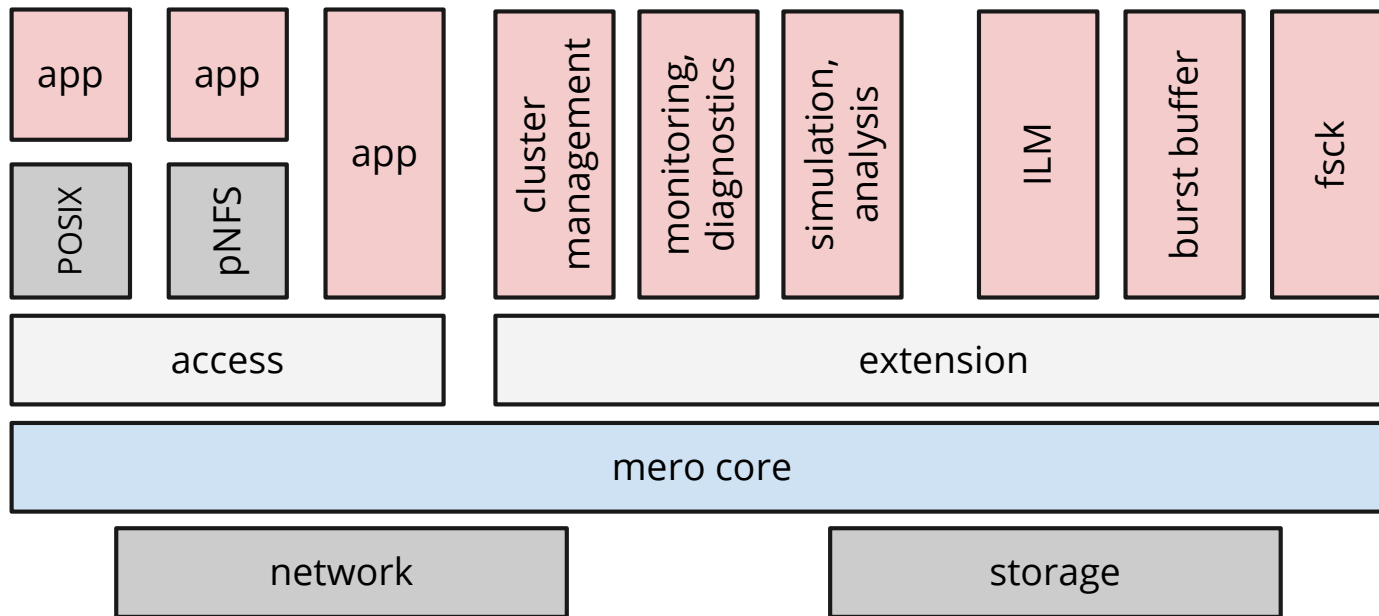 app
app
app
POSIX
pNFS
cluster
management
monitoring,
diagnostics
simulation,
analysis
ILM
burst buffer
fsck
access
extension
mero core
network
storage